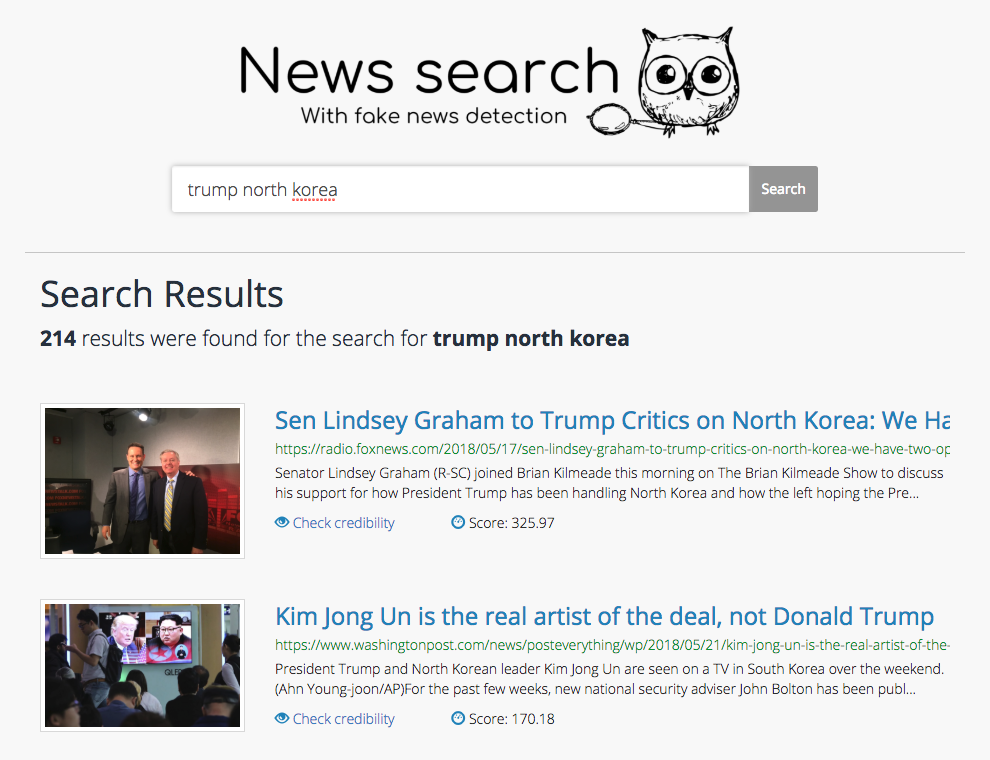 News search
With fake news detection
trump north korea
Search
Search Results
214 results were found for the search for trump north korea
Sen Lindsey Graham to Trump Critics on North Korea: We Ha
https://radio.foxnews.com/2018/05/17/sen-lindsey-graham-to-trump-critics-on-north-korea-we-have-two-op
Senator Lindsey Graham (R-SC) joined Brian Kilmeade this morning on The Brian Kilmeade Show to discuss
his support for how President Trump has been handling North Korea and how the left hoping the Pre...
Check credibility
Score: 325.97
Kim Jong Un is the real artist of the deal, not Donald Trump
https://www.washingtonpost.com/news/posteverything/wp/2018/05/21/kim-jong-un-is-the-real-artist-of-the-
President Trump and North Korean leader Kim Jong Un are seen on a TV in South Korea over the weekend.
(Ahn Young-joon/AP)For the past few weeks, new national security adviser John Bolton has been publ...
Check credibility
Score: 170.18